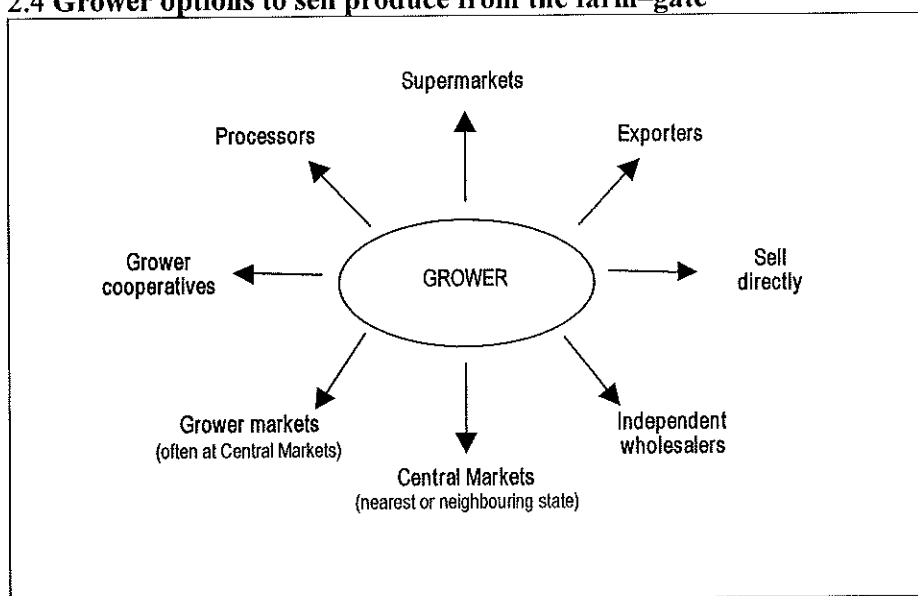 2.4 Grower options to sell produce from the farm–gate
Supermarkets
Processors
Exporters
Grower
cooperatives
GROWER
Sell
directly
Grower markets
(often at Central Markets)
Independent
wholesalers
Central Markets
(nearest or neighbouring state)